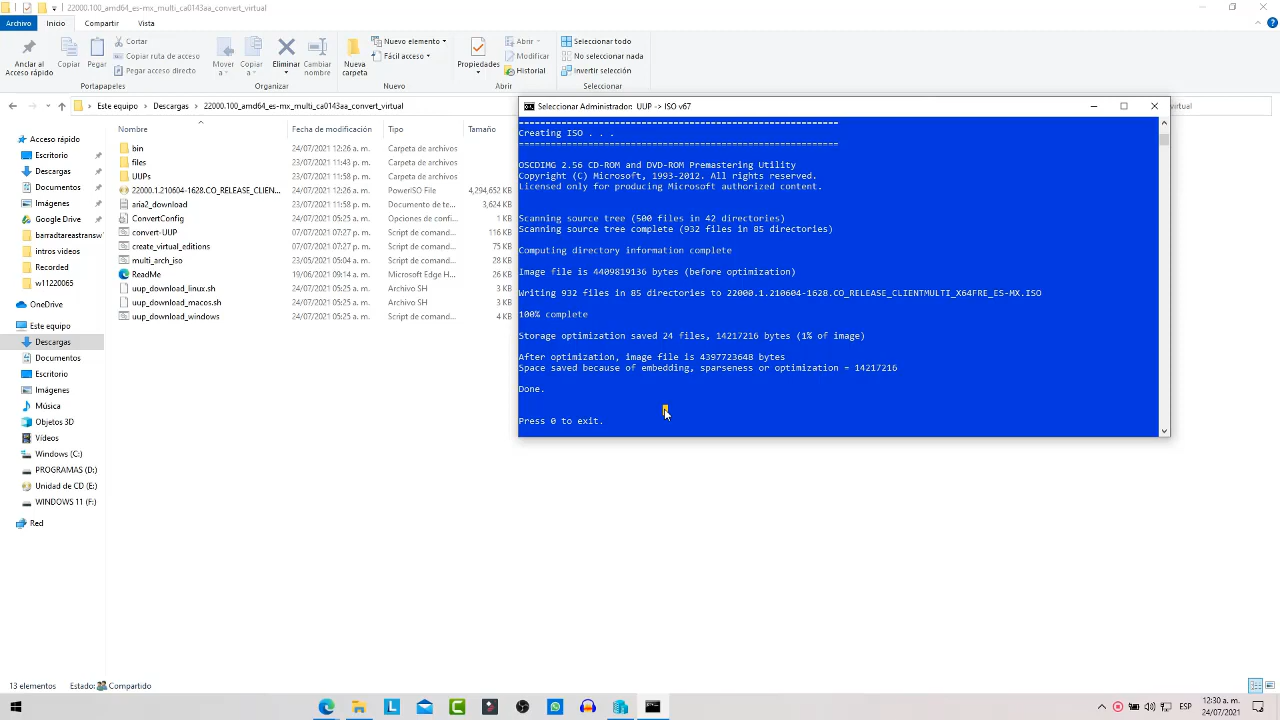 22000.100_amd64_es-mx_multi_ca0143aa_convert_virtual
Archivo
Inicio
Compartir
Vista
Anclar al
Acceso rápido
Copiar
Pegar
Cortar
Copiar ruta de acceso
Pegar acceso directo
Portapapeles
Mover
a
Copiar
a
Eliminar
Cambiar
nombre
Organizar
Nueva
carpeta
Nuevo elemento
Fácil acceso
Nuevo
Propiedades
Abrir
Modificar
Historial
Abrir
Seleccionar todo
No seleccionar nada
Invertir selección
Seleccionar
Este equipo > Descargas > 22000.100_amd64_es-mx_multi_ca0143aa_convert_virtual
virtual
Acceso rápido
Escritorio
Descargas
Documentos
Imágenes
Google Drive
barradtareastransw
intros videos
Recorded
w11220065
OneDrive
Este equipo
Descargas
Documentos
Escritorio
Imágenes
Música
Objetos 3D
Vídeos
Windows (C:)
PROGRAMAS (D:)
Unidad de CD (E:)
WINDOWS 11 (F:)
Red
Nombre Fecha de modificación Tipo Tamaño
bin 24/07/2021 12:26 a. m. Carpeta de archivos
files 23/07/2021 11:43 p. m. Carpeta de archivos
UUPs 23/07/2021 11:58 p. m. Carpeta de archivos
22000.1.210604-1628.CO_RELEASE_CLIEN... 24/07/2021 12:26 a. m. PowerISO File 4,294,652 KB
aria2_download 23/07/2021 11:58 p. m. Documento de te... 3,624 KB
ConvertConfig 24/07/2021 05:25 a. m. Opciones de confi... 1 KB
convert-UUP 07/07/2021 07:27 p. m. Script de comand... 116 KB
create_virtual_editions 07/07/2021 07:27 p. m. Script de comand... 75 KB
multi_arch_iso 23/05/2021 05:04 a. m. Script de comand... 28 KB
ReadMe 19/06/2021 09:14 a. m. Microsoft Edge H... 26 KB
uup_download_linux.sh 24/07/2021 05:25 a. m. Archivo SH 3 KB
uup_download_macos.sh 24/07/2021 05:25 a. m. Archivo SH 3 KB
uup_download_windows 24/07/2021 05:25 a. m. Script de comand... 4 KB
Seleccionar Administrador: UUP -> ISO v67
------------------------------------------------------------
Creating ISO . . .
------------------------------------------------------------
OSCDIMG 2.56 CD-ROM and DVD-ROM Premastering Utility
Copyright (C) Microsoft, 1993-2012. All rights reserved.
Licensed only for producing Microsoft authorized content.
Scanning source tree (500 files in 42 directories)
Scanning source tree complete (932 files in 85 directories)
Computing directory information complete
Image file is 4409819136 bytes (before optimization)
Writing 932 files in 85 directories to 22000.1.210604-1628.CO_RELEASE_CLIENTMULTI_X64FRE_ES-MX.ISO
100% complete
Storage optimization saved 24 files, 14217216 bytes (1% of image)
After optimization, image file is 4397723648 bytes
Space saved because of embedding, sparseness or optimization = 14217216
Done.
Press 0 to exit.
13 elementos
Estado:
Compartido
ESP
12:30 a. m.
24/07/2021